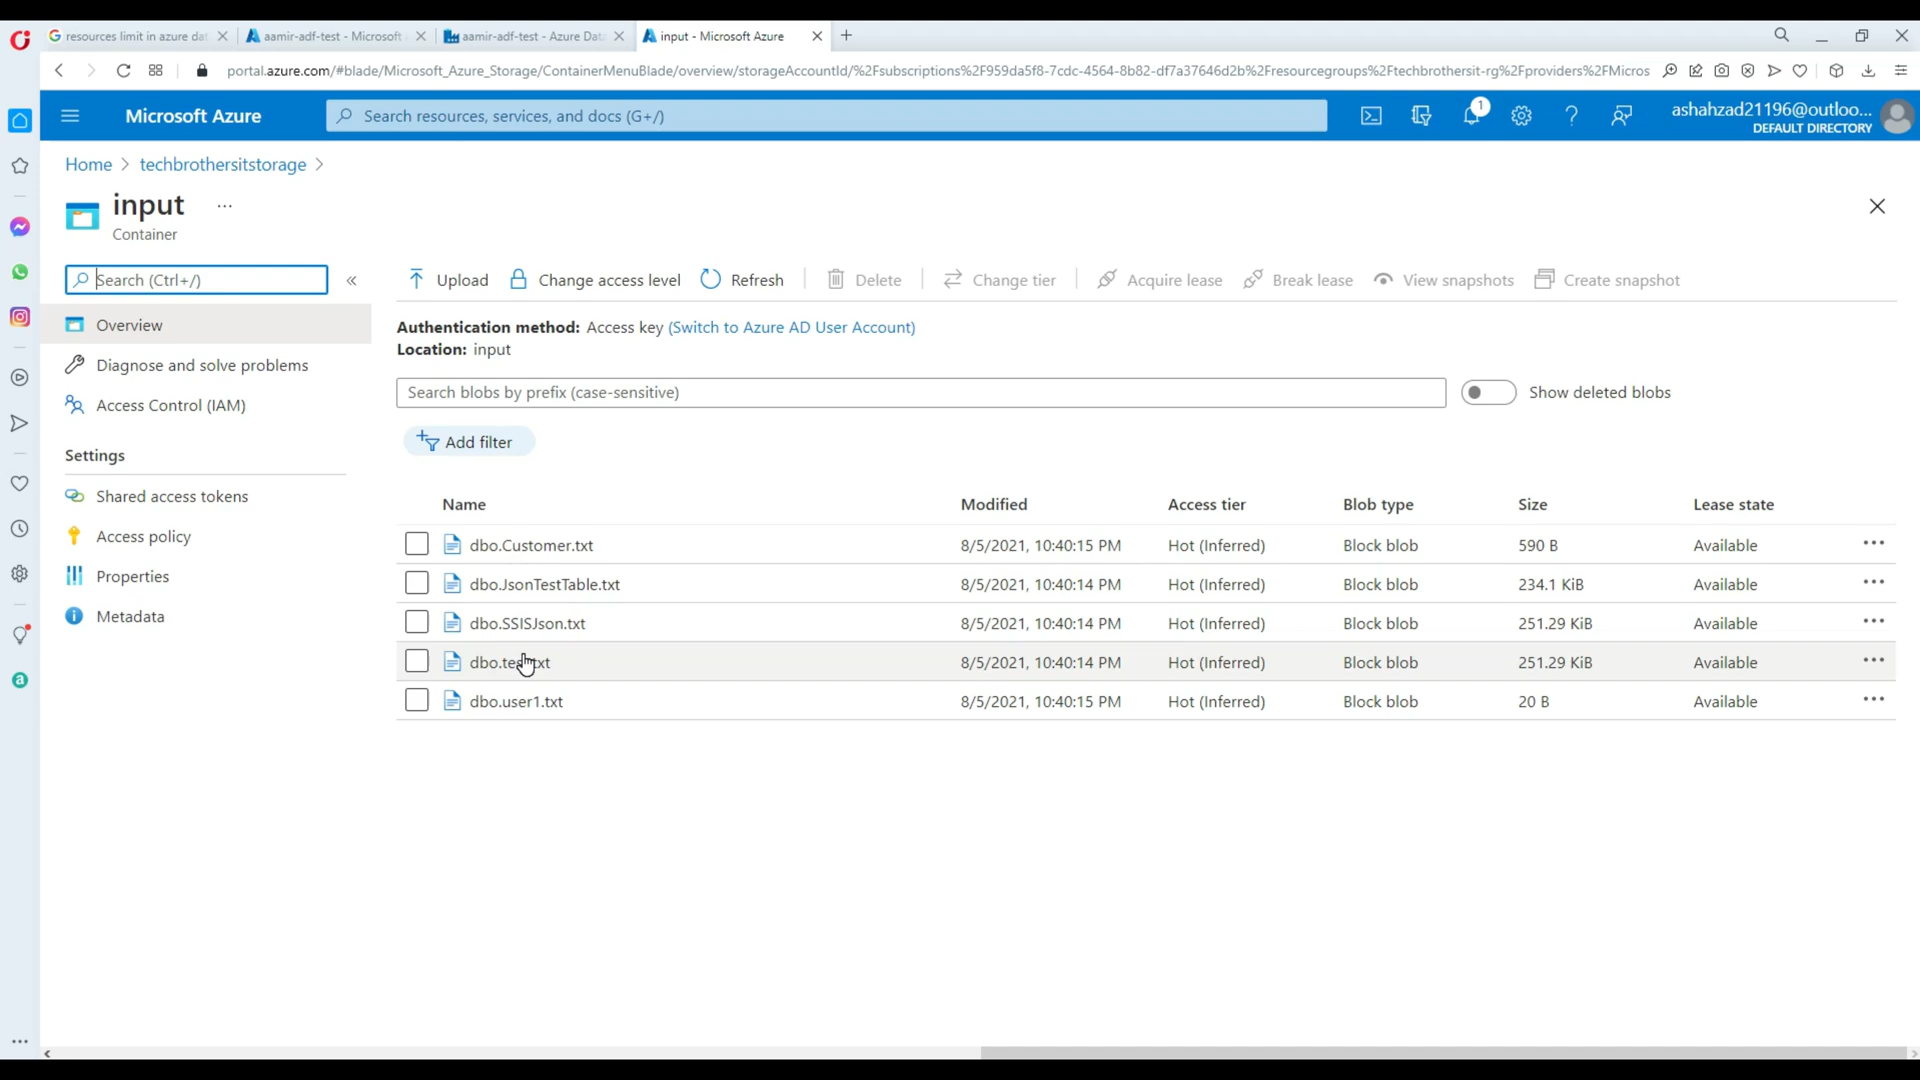 resources limit in azure dat
aamir-adf-test - Microsoft
aamir-adf-test - Azure Data
input - Microsoft Azure
portal.azure.com/#blade/Microsoft_Azure_Storage/ContainerMenuBlade/overview/storageAccountId/%2Fsubscriptions%2F959da5f8-7cdc-4564-8b82-df7a37646d2b%2Fresourcegroups%2Ftechbrothersit-rg%2Fproviders%2FMicros
Microsoft Azure
Search resources, services, and docs (G+/)
1
ashahzad21196@outloo...
DEFAULT DIRECTORY
Home > techbrothersitstorage >
input ...
Container
Search (Ctrl+/)
«
Upload
Change access level
Refresh
Delete
Change tier
Acquire lease
Break lease
View snapshots
Create snapshot
Overview
Diagnose and solve problems
Access Control (IAM)
Settings
Shared access tokens
Access policy
Properties
Metadata
Authentication method: Access key (Switch to Azure AD User Account)
Location: input
Search blobs by prefix (case-sensitive)
Show deleted blobs
Add filter
Name Modified Access tier Blob type Size Lease state
dbo.Customer.txt 8/5/2021, 10:40:15 PM Hot (Inferred) Block blob 590 B Available ...
dbo.JsonTestTable.txt 8/5/2021, 10:40:14 PM Hot (Inferred) Block blob 234.1 KiB Available ...
dbo.SSISJson.txt 8/5/2021, 10:40:14 PM Hot (Inferred) Block blob 251.29 KiB Available ...
8/5/2021, 10:40:14 PM Hot (Inferred) Block blob 251.29 KiB Available ...
dbo.user1.txt 8/5/2021, 10:40:15 PM Hot (Inferred) Block blob 20 B Available ...